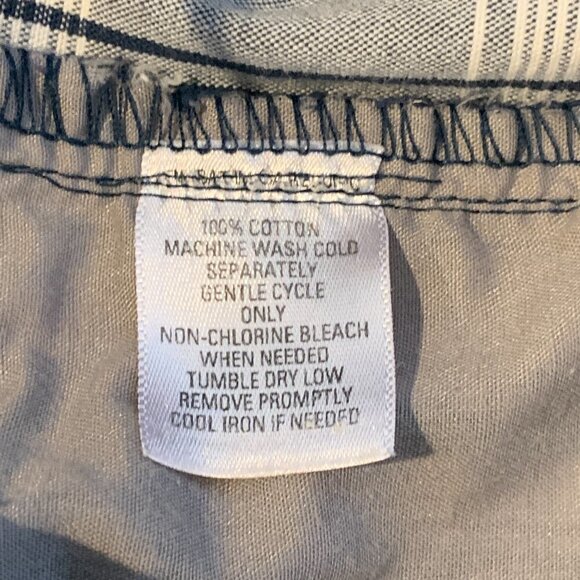 100% COTTON
MACHINE WASH COLD
SEPARATELY
GENTLE CYCLE
ONLY
NON-CHLORINE BLEACH
WHEN NEEDED
TUMBLE DRY LOW
REMOVE PROMPTLY
COOL IRON IF NEEDED